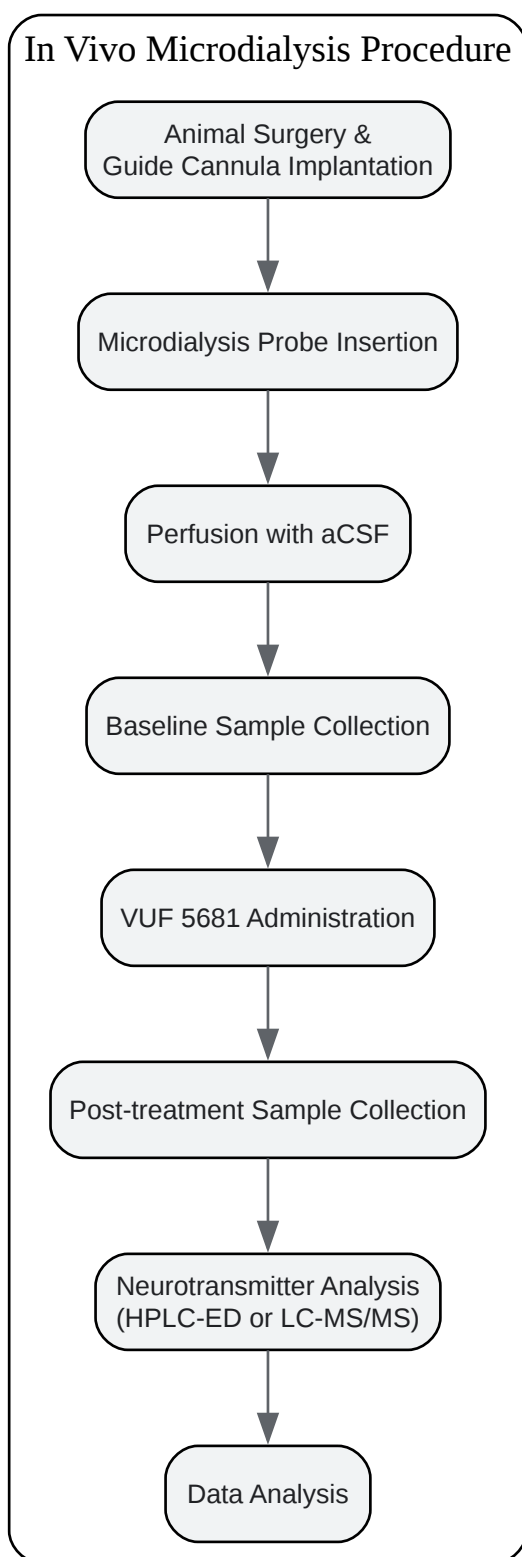 In Vivo Microdialysis Procedure
Animal Surgery &
Guide Cannula Implantation
Microdialysis Probe Insertion
Perfusion with aCSF
Baseline Sample Collection
VUF 5681 Administration
Post-treatment Sample Collection
Neurotransmitter Analysis
(HPLC-ED or LC-MS/MS)
Data Analysis